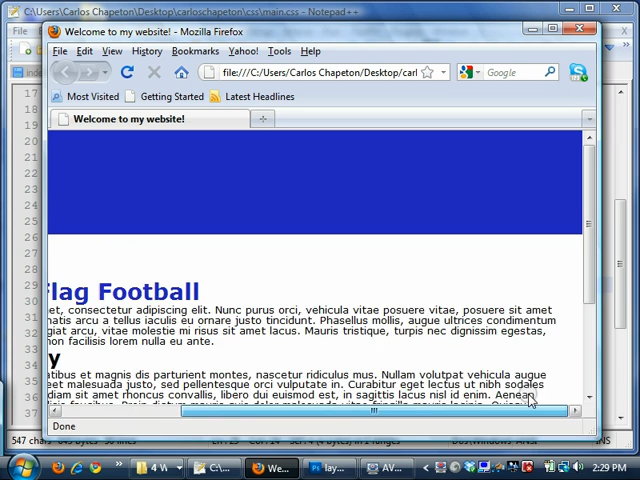 C:\Users\Carlos Chapeton\Desktop\carloschapeton\css\main.css - Notepad++
Welcome to my website! - Mozilla Firefox
File
File Edit View History Bookmarks Yahoo! Tools Help
file:///C:/Users/Carlos Chapeton/Desktop/carl
Google
Most Visited Getting Started Latest Headlines
Welcome to my website!
17
18
19
20
21
22
23
24
25
26
27
28
29
30
31
32
33
34
35
36
Flag Football
et, consectetur adipiscing elit. Nunc purus orci, vehicula vitae posuere vitae, posuere sit amet
natis arcu a tellus iaculis eu ornare justo tincidunt. Phasellus mollis, augue ultrices condimentum
giat arcu, vitae molestie mi risus sit amet lacus. Mauris tristique, turpis nec dignissim egestas,
non facilisis lorem nulla eu ante.
y
atibus et magnis dis parturient montes, nascetur ridiculus mus. Nullam volutpat vehicula augue
eet malesuada justo, sed pellentesque orci vulputate in. Curabitur eget lectus ut nibh sodales
diam sit amet rhoncus convallis, libero dui euismod est, in sagittis lacus nisl id enim. Aenean
Done
547 chars
INS
4 W... C:\... We... lay... AV...
2:29 PM